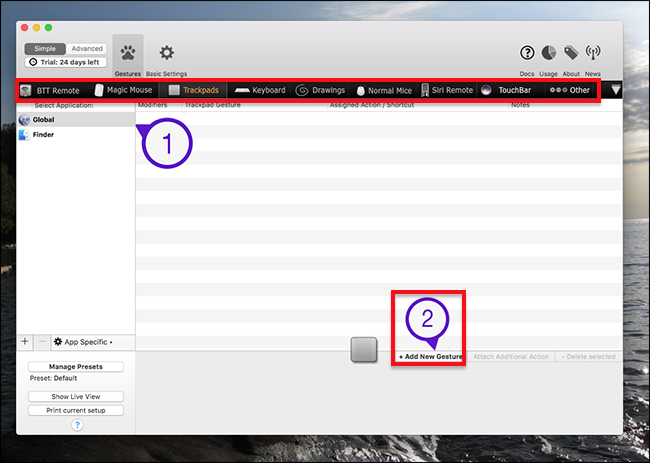 Simple Advanced
Trial: 24 days left
Gestures Basic Settings
Docs Usage About News
BTT Remote Magic Mouse Trackpads Keyboard Drawings Normal Mice Siri Remote TouchBar Other
Select Application: Modifiers Trackpad Gesture Assigned Action / Shortcut Notes
Global
Finder
1
2
+ − App Specific
+ Add New Gesture Attach Additional Action - Delete selected
Manage Presets
Preset: Default
Show Live View
Print current setup
?